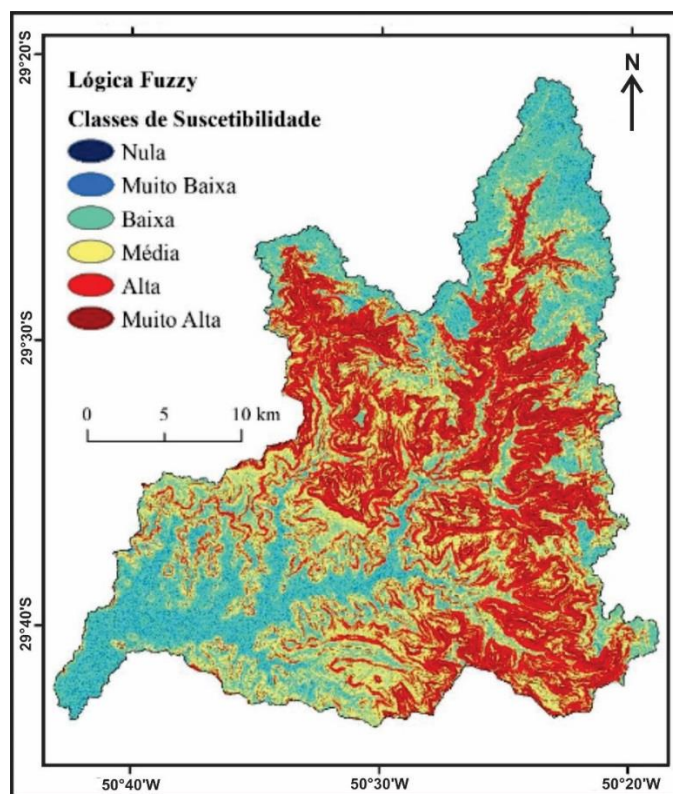 29°20'S
N
Lógica Fuzzy
Classes de Suscetibilidade
Nula
Muito Baixa
Baixa
Média
Alta
Muito Alta
29°30'S
0 5 10 km
29°40'S
50°40'W 50°30'W 50°20'W